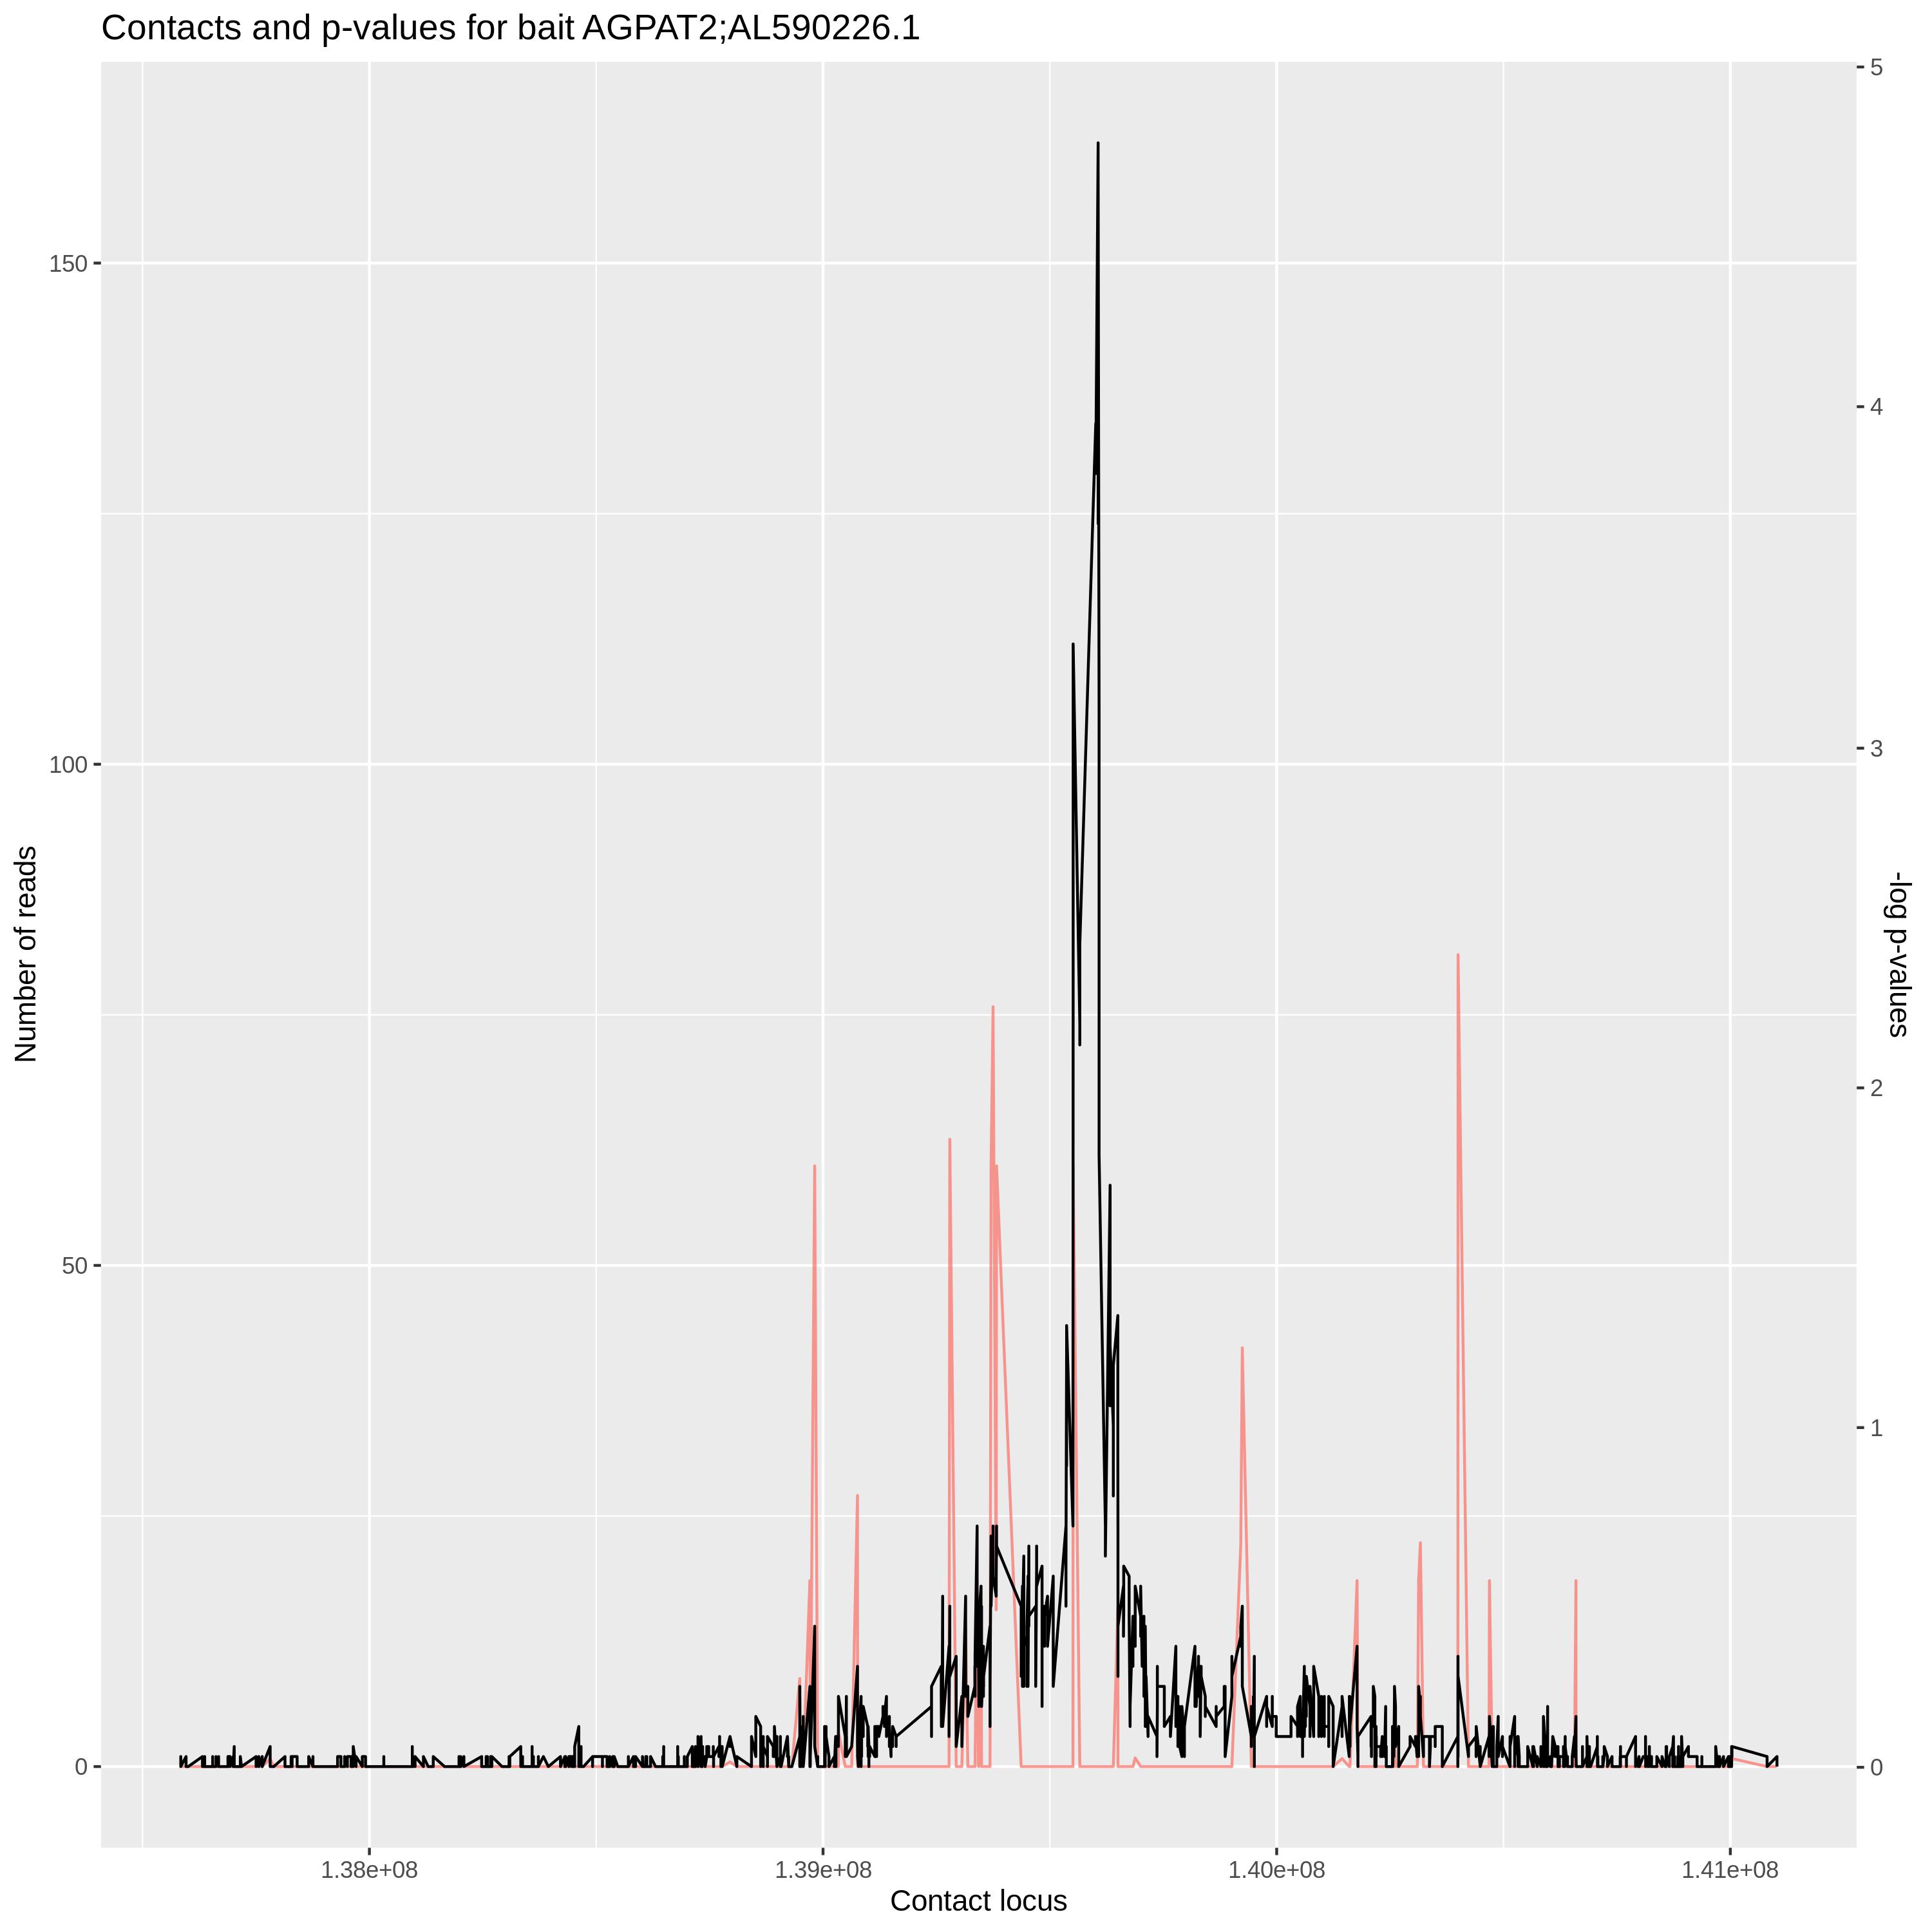 Contacts and p-values for bait AGPAT2;AL590226.1
5
150
4
100
3
Number of reads
-log p-values
2
50
1
0
0
1.38e+08
1.39e+08
1.40e+08
1.41e+08
Contact locus